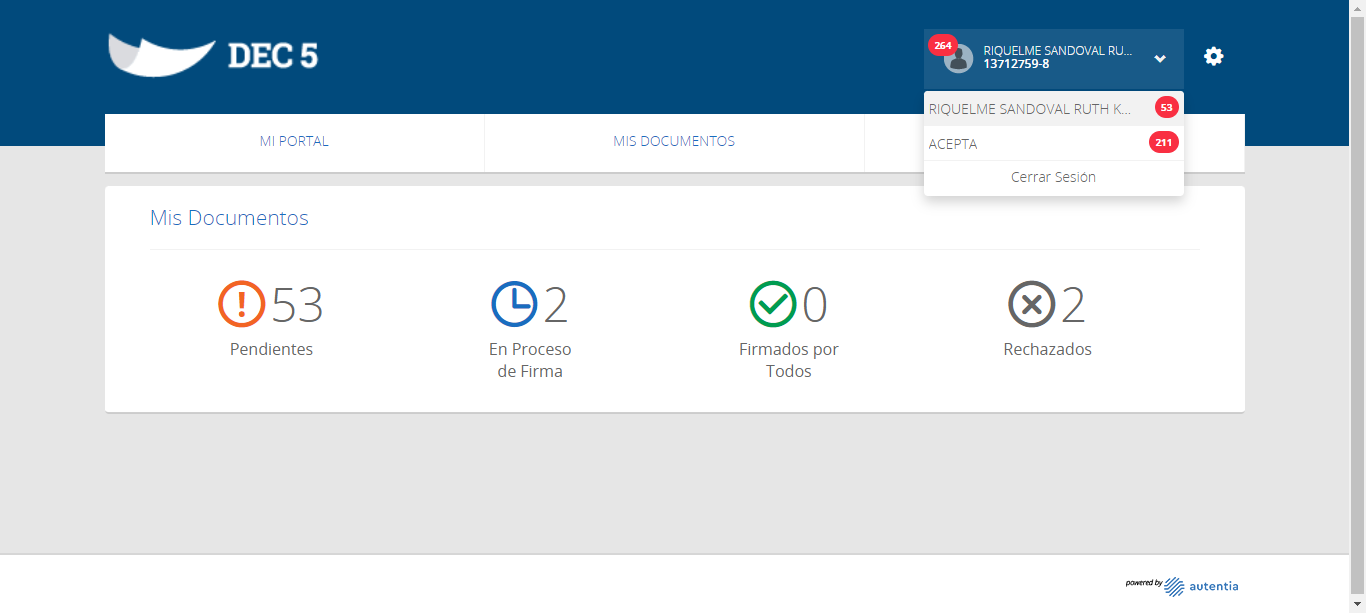 DEC 5
264
RIQUELME SANDOVAL RU...
13712759-8
RIQUELME SANDOVAL RUTH K...
53
ACEPTA
211
Cerrar Sesión
MI PORTAL
MIS DOCUMENTOS
Mis Documentos
53
Pendientes
2
En Proceso
de Firma
0
Firmados por
Todos
2
Rechazados
powered by autentia